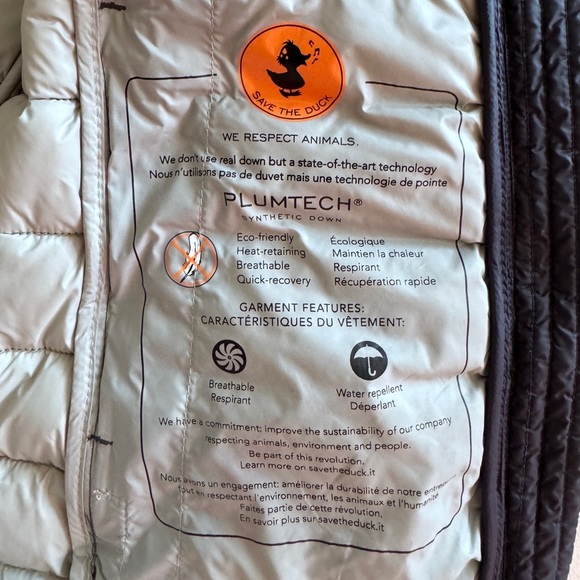 SAVE THE DUCK
WE RESPECT ANIMALS.
We don't use real down but a state-of-the-art technology
Nous n'utilisons pas de duvet mais une technologie de pointe
PLUMTECH®
SYNTHETIC DOWN
Eco-friendly Écologique
Heat-retaining Maintien la chaleur
Breathable Respirant
Quick-recovery Récupération rapide
GARMENT FEATURES:
CARACTÉRISTIQUES DU VÊTEMENT:
Breathable Water repellent
Respirant Déperlant
We have a commitment: improve the sustainability of our company
respecting animals, environment and people.
Be part of this revolution.
Learn more on savetheduck.it
Nous avons un engagement: améliorer la durabilité de notre
tout en respectant l'environnement, les animaux et l'humanité
Faites partie de cette révolution.
En savoir plus sur savetheduck.it